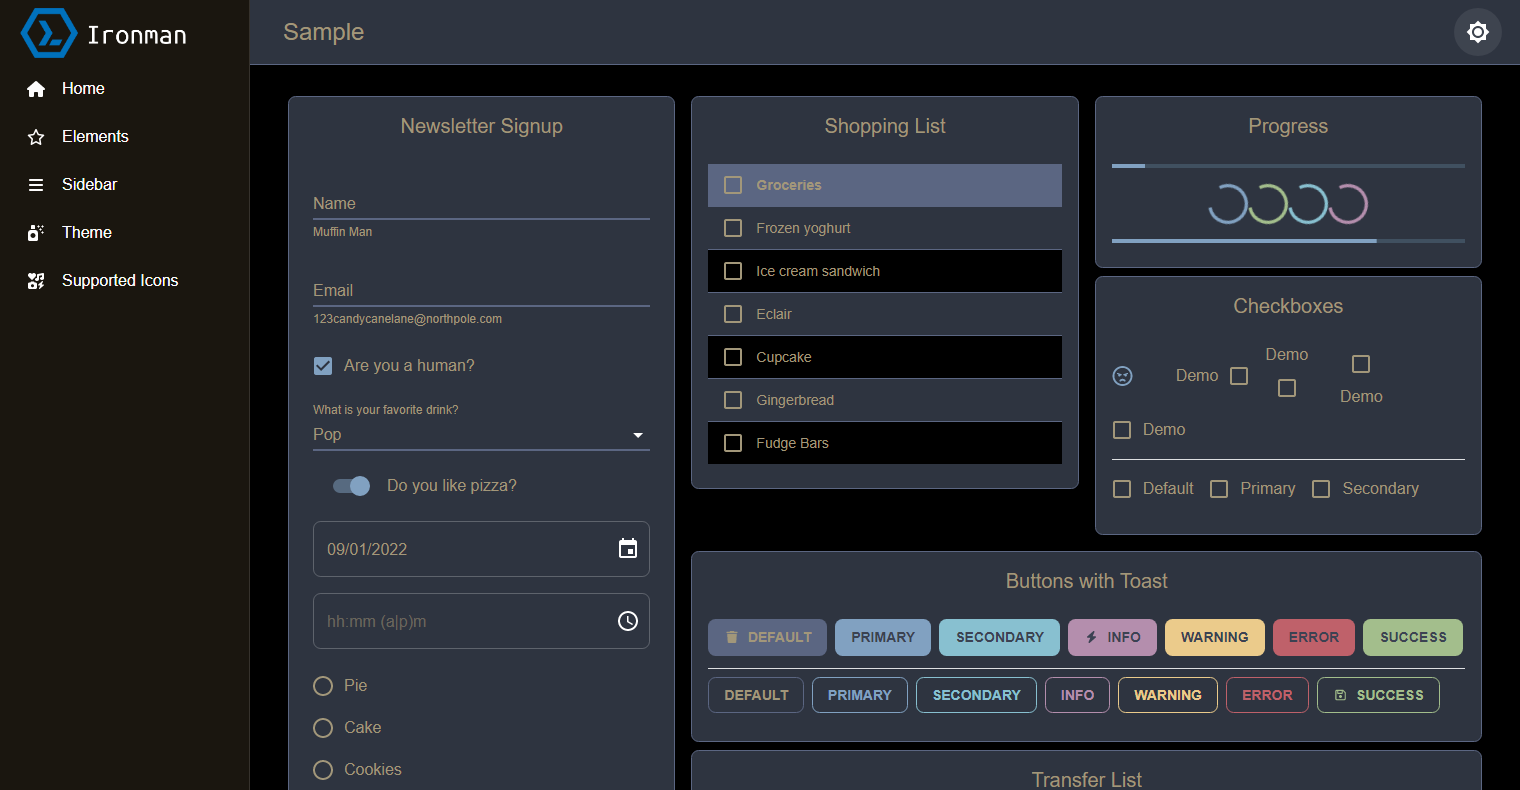 Ironman
Home
Elements
Sidebar
Theme
Supported Icons
Sample
Newsletter Signup
Name
Muffin Man
Email
123candycanelane@northpole.com
Are you a human?
What is your favorite drink?
Pop
Do you like pizza?
09/01/2022
hh:mm (a|p)m
Pie
Cake
Cookies
Shopping List
Groceries
Frozen yoghurt
Ice cream sandwich
Eclair
Cupcake
Gingerbread
Fudge Bars
Progress
Checkboxes
Demo
Demo
Demo
Demo
Default Primary Secondary
Buttons with Toast
DEFAULT PRIMARY SECONDARY INFO WARNING ERROR SUCCESS
DEFAULT PRIMARY SECONDARY INFO WARNING ERROR SUCCESS
Transfer List